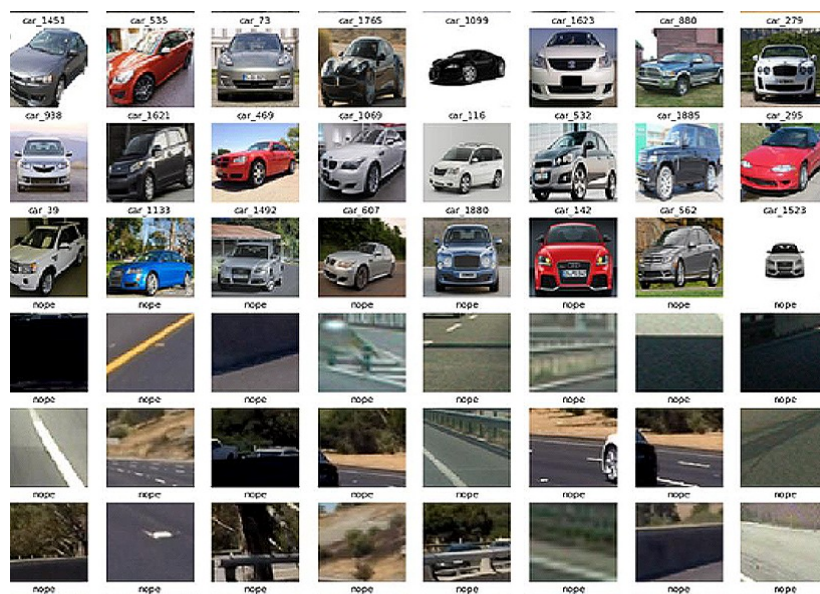 car_1451 car_535 car_73 car_1765 car_1099 car_1623 car_880 car_279
car_938 car_1621 car_469 car_1069 car_116 car_532 car_1885 car_295
car_39 car_1133 car_1492 car_607 car_1880 car_142 car_562 car_1523
nope nope nope nope nope nope nope nope
nope nope nope nope nope nope nope nope
nope nope nope nope nope nope nope nope
nope nope nope nope nope nope nope nope